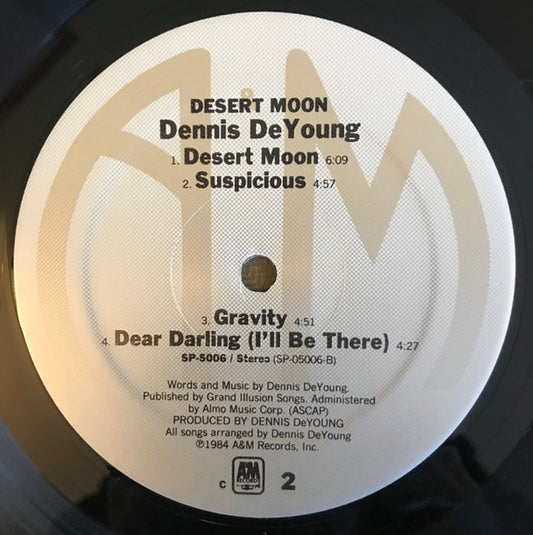 A&M
DESERT MOON
Dennis DeYoung
1. Desert Moon 6:09
2. Suspicious 4:57
3. Gravity 4:51
4. Dear Darling (I'll Be There) 4:27
SP-5006 / Stereo (SP-05006-B)
Words and Music by Dennis DeYoung.
Published by Grand Illusion Songs. Administered
by Almo Music Corp. (ASCAP)
PRODUCED BY DENNIS DeYOUNG
All songs arranged by Dennis DeYoung
℗1984 A&M Records, Inc.
C A&M RECORDS 2